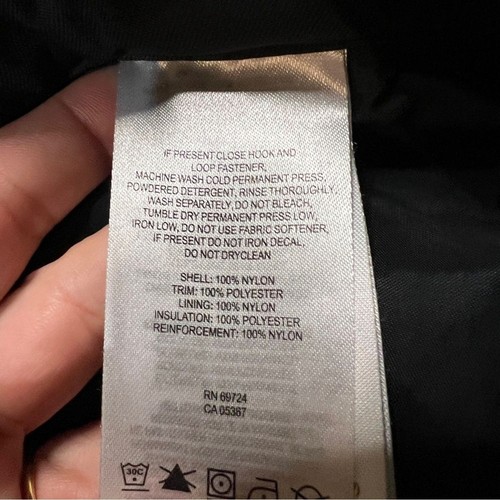 IF PRESENT CLOSE HOOK AND
LOOP FASTENER,
MACHINE WASH COLD PERMANENT PRESS,
POWDERED DETERGENT, RINSE THOROUGHLY,
WASH SEPARATELY, DO NOT BLEACH,
TUMBLE DRY PERMANENT PRESS LOW,
IRON LOW, DO NOT USE FABRIC SOFTENER,
IF PRESENT DO NOT IRON DECAL,
DO NOT DRYCLEAN
SHELL: 100% NYLON
TRIM: 100% POLYESTER
LINING: 100% NYLON
INSULATION: 100% POLYESTER
REINFORCEMENT: 100% NYLON
RN 69724
CA 05367
30C